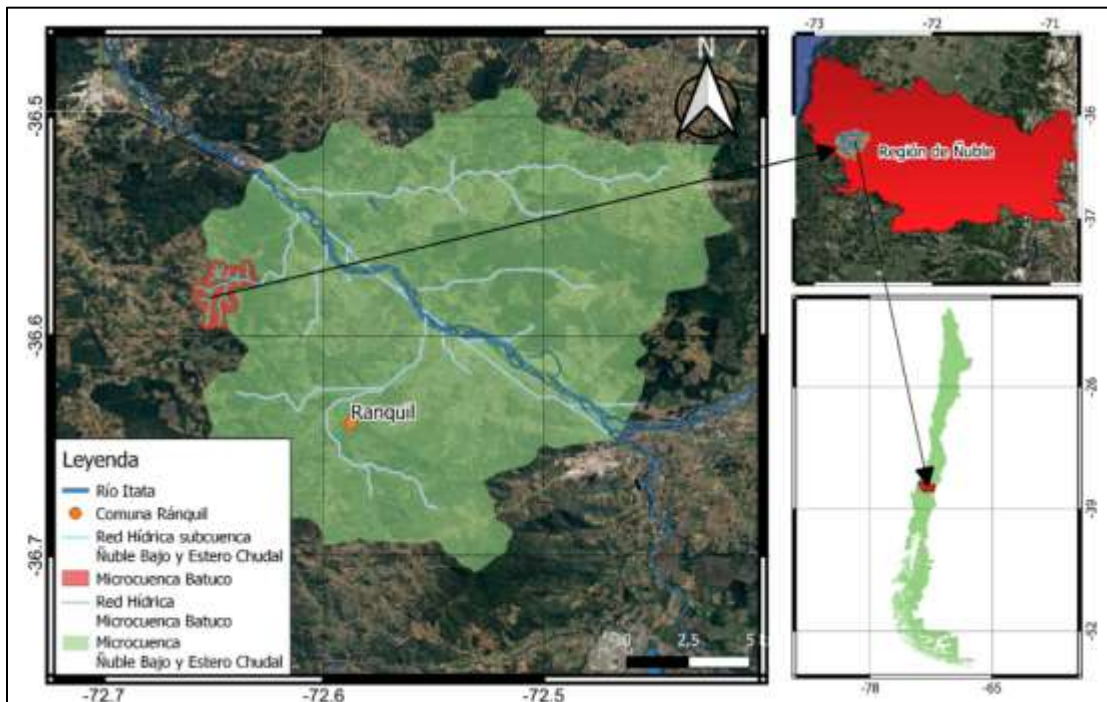 N
-36.5
-36.6
-36.7
-72.7
-72.6
-72.5
Ranquil
Leyenda
Río Itata
Comuna Ránquil
Red Hídrica subcuenca
Ñuble Bajo y Estero Chudal
Microcuenca Batuco
Red Hídrica
Microcuenca Batuco
Microcuenca
Ñuble Bajo y Estero Chudal
0 2,5 5
-73
-72
-71
-36
-37
Región de Ñuble
-26
-39
-52
-78
-65